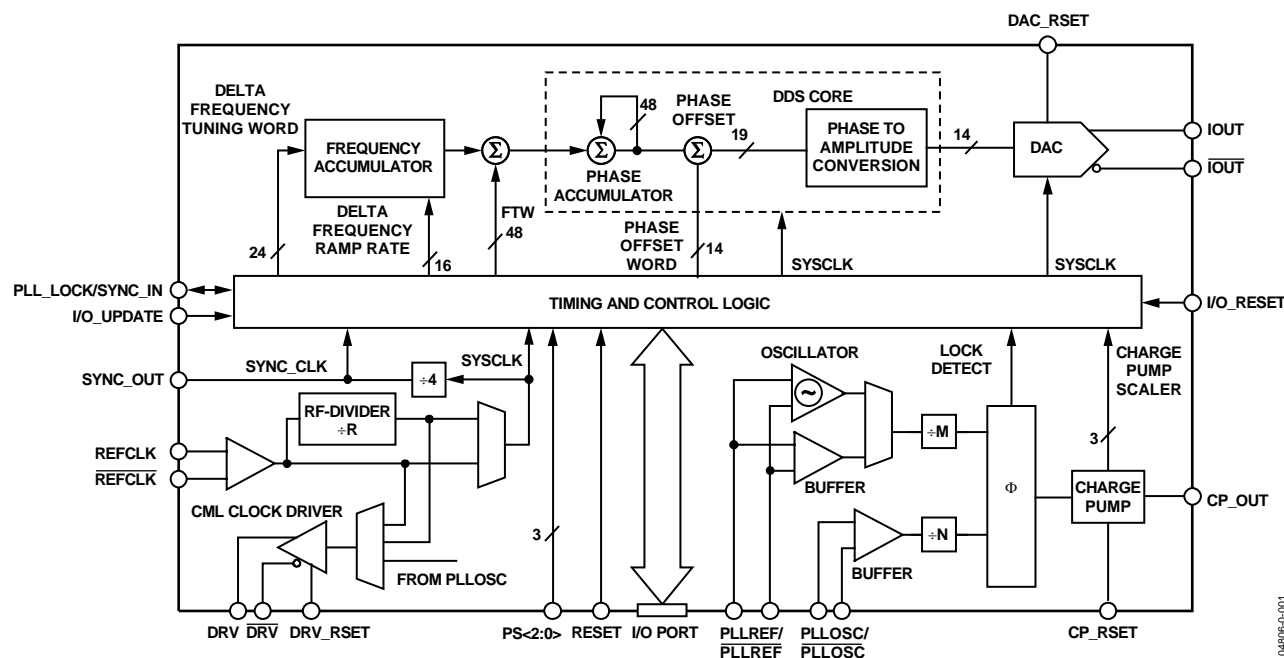 DAC_RSET
DELTA
FREQUENCY
TUNING WORD
FREQUENCY
ACCUMULATOR
Σ
48
Σ
PHASE
ACCUMULATOR
PHASE
OFFSET
Σ
19
DDS CORE
PHASE TO
AMPLITUDE
CONVERSION
14
DAC
IOUT
IOUT
24
DELTA
FREQUENCY
RAMP RATE
16
FTW
48
PHASE
OFFSET
WORD
14
SYSCLK
SYSCLK
PLL_LOCK/SYNC_IN
I/O_UPDATE
TIMING AND CONTROL LOGIC
I/O_RESET
SYNC_OUT
SYNC_CLK
÷4
SYSCLK
RF-DIVIDER
÷R
REFCLK
REFCLK
CML CLOCK DRIVER
FROM PLLOSC
3
OSCILLATOR
~
BUFFER
÷M
BUFFER
÷N
LOCK
DETECT
Φ
CHARGE
PUMP
SCALER
3
CHARGE
PUMP
CP_OUT
DRV
DRV
DRV_RSET
PS<2:0>
RESET
I/O PORT
PLLREF/
PLLREF
PLLOSC/
PLLOSC
CP_RSET
04806-0-001